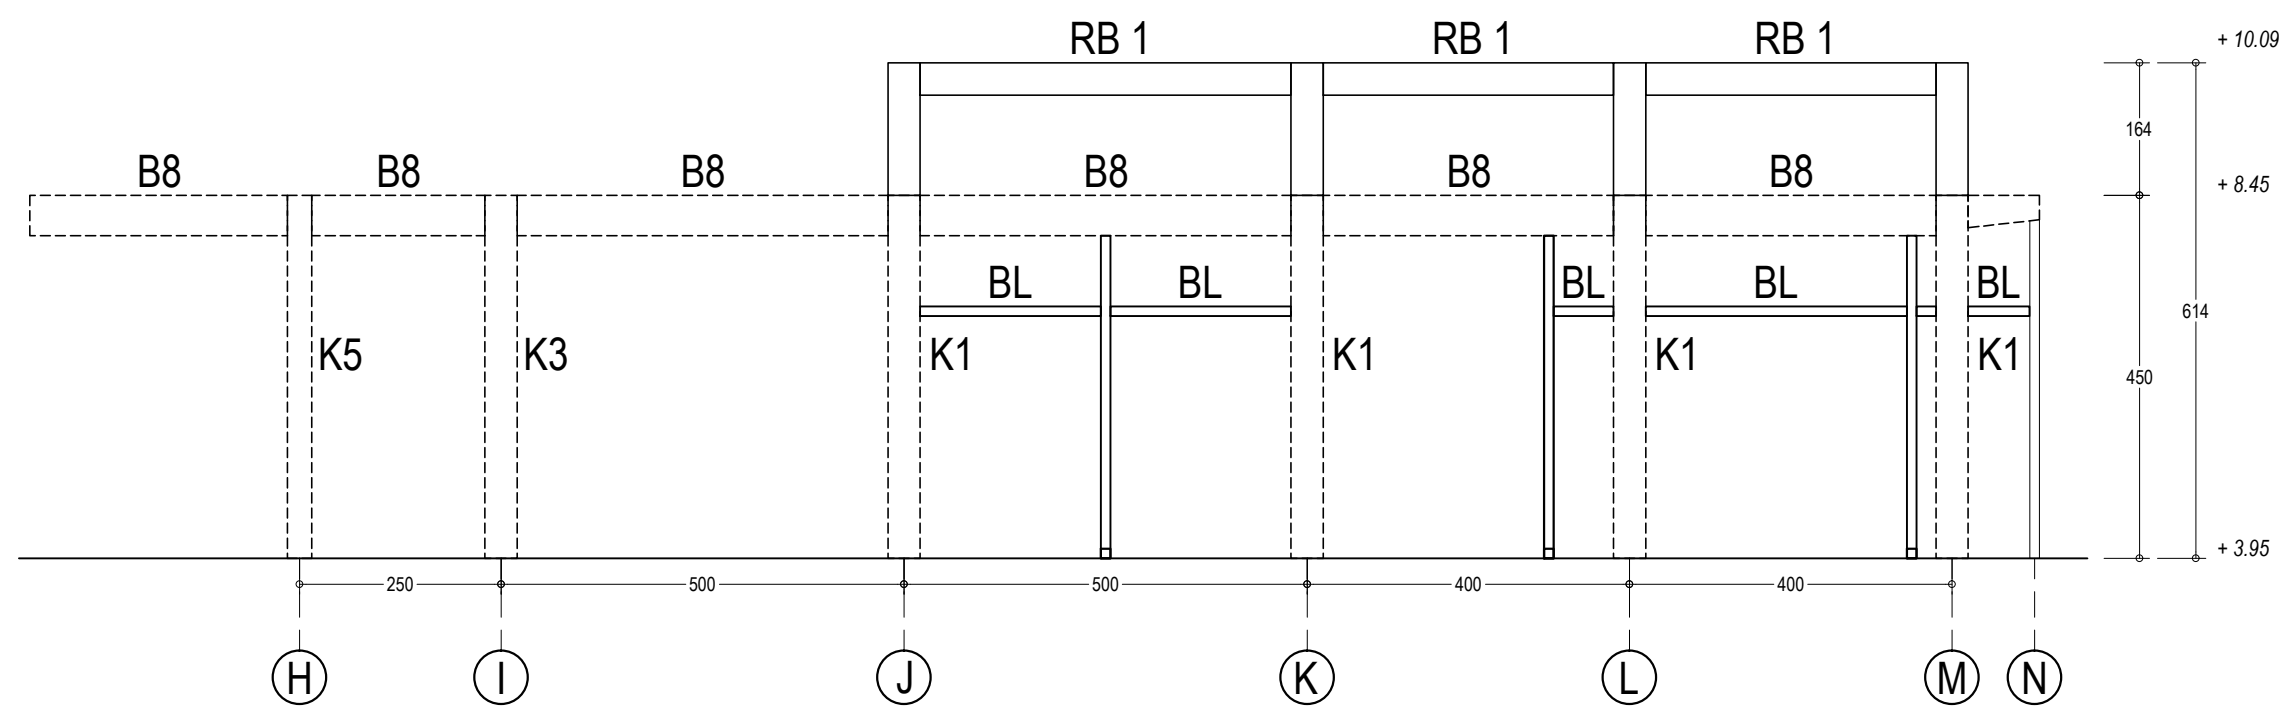 RB 1 RB 1 RB 1 + 10.09
164
B8 B8 B8 B8 B8 B8 + 8.45
BL BL BL BL BL
614
K5 K3 K1 K1 K1 K1
450
+ 3.95
250 500 500 400 400
H I J K L M N